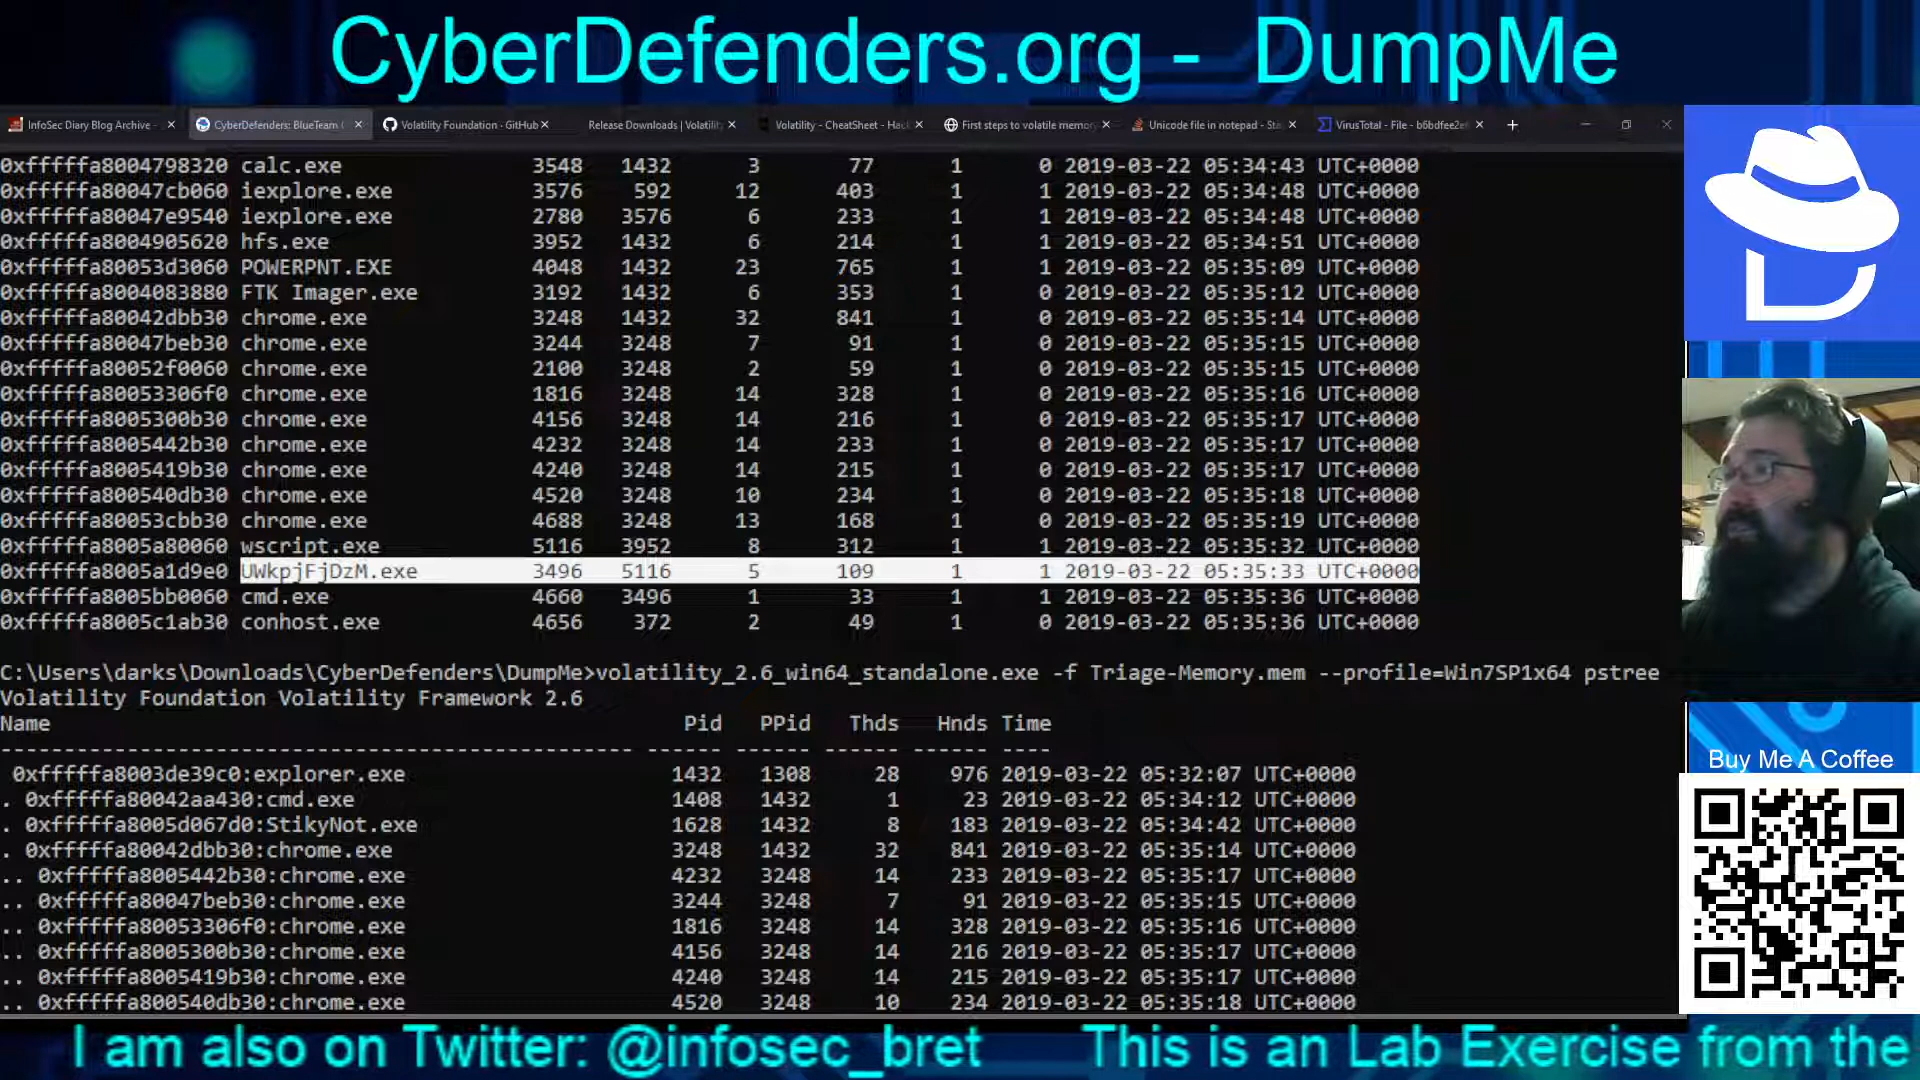 CyberDefenders.org - DumpMe
InfoSec Diary Blog Archive -
CyberDefenders: BlueTeam C
Volatility Foundation · GitHub
Release Downloads | Volatility
Volatility - CheatSheet - Hack
First steps to volatile memory
Unicode file in notepad - Sta
VirusTotal - File - b6bdfee2e
0xfffffa8004798320 calc.exe 3548 1432 3 77 1 0 2019-03-22 05:34:43 UTC+0000
0xfffffa80047cb060 iexplore.exe 3576 592 12 403 1 1 2019-03-22 05:34:48 UTC+0000
0xfffffa80047e9540 iexplore.exe 2780 3576 6 233 1 1 2019-03-22 05:34:48 UTC+0000
0xfffffa8004905620 hfs.exe 3952 1432 6 214 1 1 2019-03-22 05:34:51 UTC+0000
0xfffffa80053d3060 POWERPNT.EXE 4048 1432 23 765 1 1 2019-03-22 05:35:09 UTC+0000
0xfffffa8004083880 FTK Imager.exe 3192 1432 6 353 1 0 2019-03-22 05:35:12 UTC+0000
0xfffffa80042dbb30 chrome.exe 3248 1432 32 841 1 0 2019-03-22 05:35:14 UTC+0000
0xfffffa80047beb30 chrome.exe 3244 3248 7 91 1 0 2019-03-22 05:35:15 UTC+0000
0xfffffa80052f0060 chrome.exe 2100 3248 2 59 1 0 2019-03-22 05:35:15 UTC+0000
0xfffffa80053306f0 chrome.exe 1816 3248 14 328 1 0 2019-03-22 05:35:16 UTC+0000
0xfffffa8005300b30 chrome.exe 4156 3248 14 216 1 0 2019-03-22 05:35:17 UTC+0000
0xfffffa8005442b30 chrome.exe 4232 3248 14 233 1 0 2019-03-22 05:35:17 UTC+0000
0xfffffa8005419b30 chrome.exe 4240 3248 14 215 1 0 2019-03-22 05:35:17 UTC+0000
0xfffffa800540db30 chrome.exe 4520 3248 10 234 1 0 2019-03-22 05:35:18 UTC+0000
0xfffffa80053cbb30 chrome.exe 4688 3248 13 168 1 0 2019-03-22 05:35:19 UTC+0000
0xfffffa8005a80060 wscript.exe 5116 3952 8 312 1 1 2019-03-22 05:35:32 UTC+0000
0xfffffa8005a1d9e0 UWkpjFjDzM.exe 3496 5116 5 109 1 1 2019-03-22 05:35:33 UTC+0000
0xfffffa8005bb0060 cmd.exe 4660 3496 1 33 1 1 2019-03-22 05:35:36 UTC+0000
0xfffffa8005c1ab30 conhost.exe 4656 372 2 49 1 0 2019-03-22 05:35:36 UTC+0000
C:\Users\darks\Downloads\CyberDefenders\DumpMe>volatility_2.6_win64_standalone.exe -f Triage-Memory.mem --profile=Win7SP1x64 pstree
Volatility Foundation Volatility Framework 2.6
Name Pid PPid Thds Hnds Time
-------------------------------------------------- ------ ------ ------ ------ ----
0xfffffa8003de39c0:explorer.exe 1432 1308 28 976 2019-03-22 05:32:07 UTC+0000
. 0xfffffa80042aa430:cmd.exe 1408 1432 1 23 2019-03-22 05:34:12 UTC+0000
. 0xfffffa8005d067d0:StikyNot.exe 1628 1432 8 183 2019-03-22 05:34:42 UTC+0000
. 0xfffffa80042dbb30:chrome.exe 3248 1432 32 841 2019-03-22 05:35:14 UTC+0000
.. 0xfffffa8005442b30:chrome.exe 4232 3248 14 233 2019-03-22 05:35:17 UTC+0000
.. 0xfffffa80047beb30:chrome.exe 3244 3248 7 91 2019-03-22 05:35:15 UTC+0000
.. 0xfffffa80053306f0:chrome.exe 1816 3248 14 328 2019-03-22 05:35:16 UTC+0000
.. 0xfffffa8005300b30:chrome.exe 4156 3248 14 216 2019-03-22 05:35:17 UTC+0000
.. 0xfffffa8005419b30:chrome.exe 4240 3248 14 215 2019-03-22 05:35:17 UTC+0000
.. 0xfffffa800540db30:chrome.exe 4520 3248 10 234 2019-03-22 05:35:18 UTC+0000
Buy Me A Coffee
I am also on Twitter: @infosec_bret This is an Lab Exercise from the